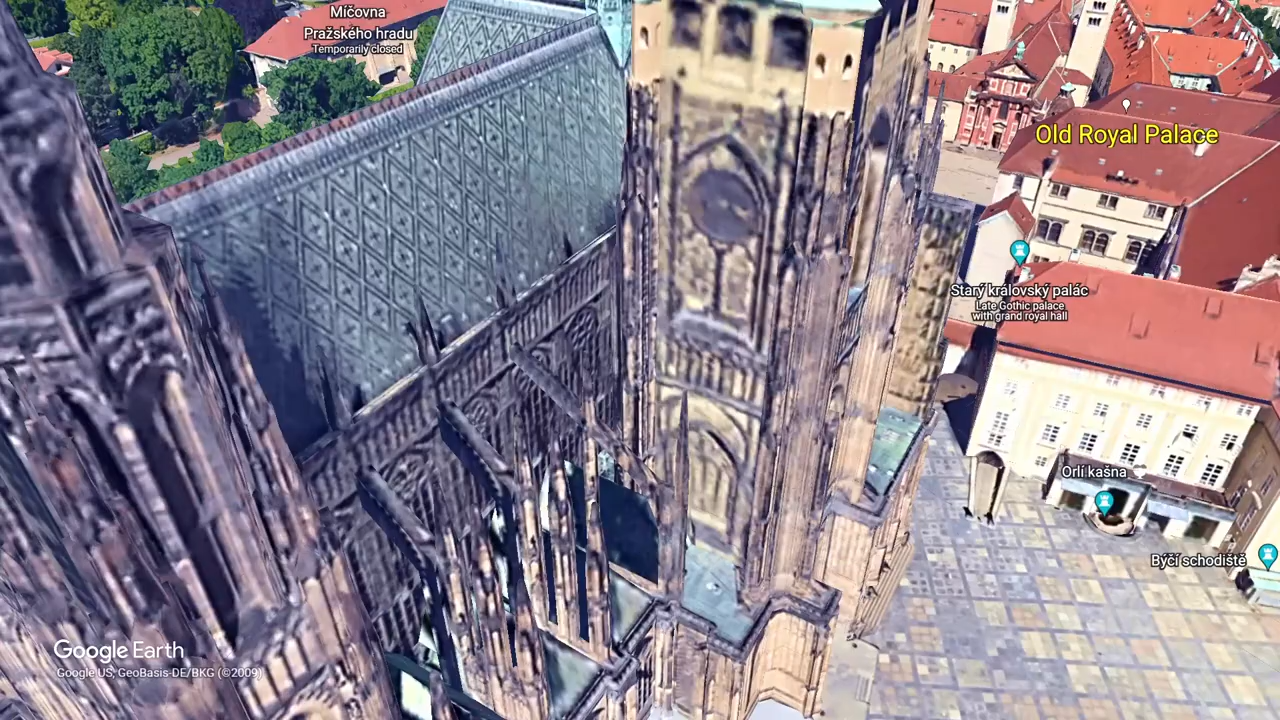 Míčovna
Pražského hradu
Temporarily closed
Old Royal Palace
Starý královský palác
Late Gothic palace
with grand royal hall
Orlí kašna
Býčí schodiště
Google Earth
Google US, GeoBasis-DE/BKG (©2009)